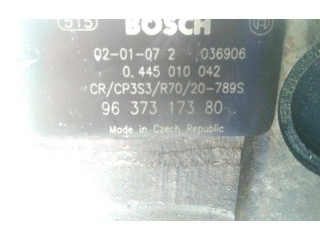 STS BOSCH
02-01-07 2 036906
0 445 010 042
CR/CP3S3/R70/20-789S
96 373 173 80
Made in Czech Republic